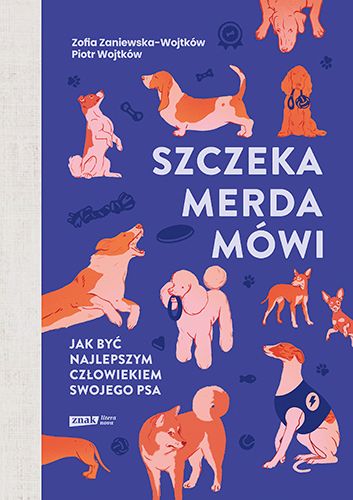 Zofia Zaniewska-Wojtków
Piotr Wojtków
SZCZEKA
MERDA
MÓWI
JAK BYĆ
NAJLEPSZYM
CZŁOWIEKIEM
SWOJEGO PSA
znak litera
nova